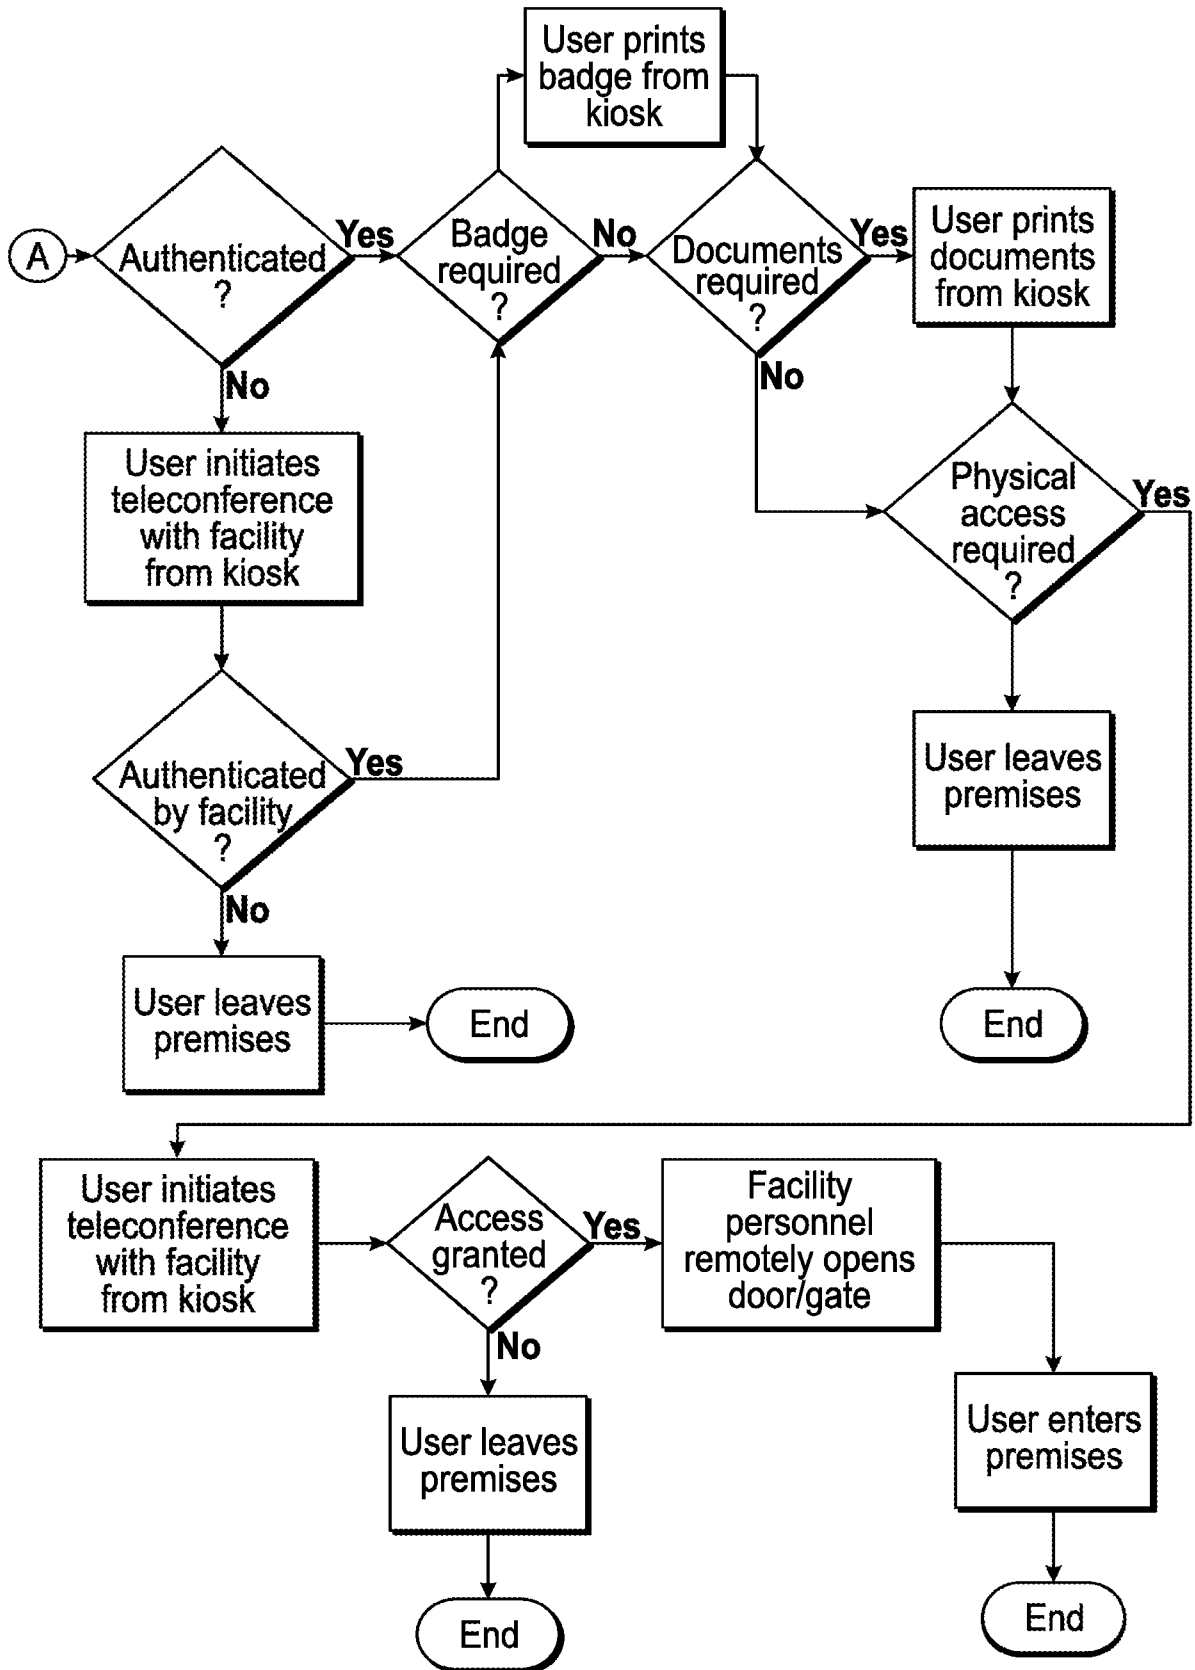 User prints
badge from
kiosk
A
Authenticated
?
Yes
No
Badge
required
?
No
Documents
required
?
Yes
No
User prints
documents
from kiosk
User initiates
teleconference
with facility
from kiosk
Physical
access
required
?
Yes
Authenticated
by facility
?
Yes
No
User leaves
premises
User leaves
premises
End
End
User initiates
teleconference
with facility
from kiosk
Access
granted
?
Yes
No
Facility
personnel
remotely opens
door/gate
User leaves
premises
User enters
premises
End
End